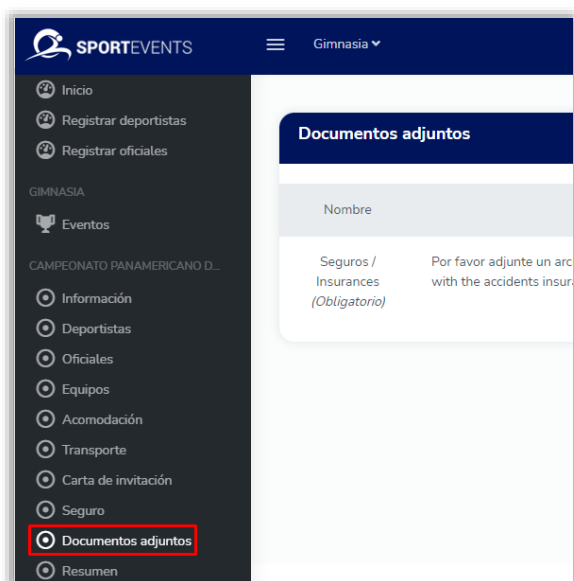 SPORTEVENTS
Gimnasia
Inicio
Registrar deportistas
Registrar oficiales
GIMNASIA
Eventos
CAMPEONATO PANAMERICANO D...
Información
Deportistas
Oficiales
Equipos
Acomodación
Transporte
Carta de invitación
Seguro
Documentos adjuntos
Resumen
Documentos adjuntos
Nombre
Seguros /
Insurances
(Obligatorio)
Por favor adjunte un arc
with the accidents insur